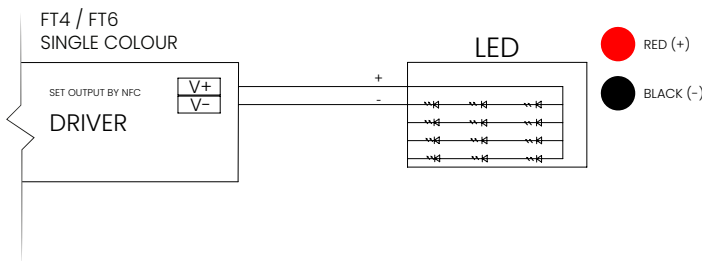 FT4 / FT6
SINGLE COLOUR
LED
RED (+)
SET OUTPUT BY NFC
V+
+
V-
-
BLACK (-)
DRIVER